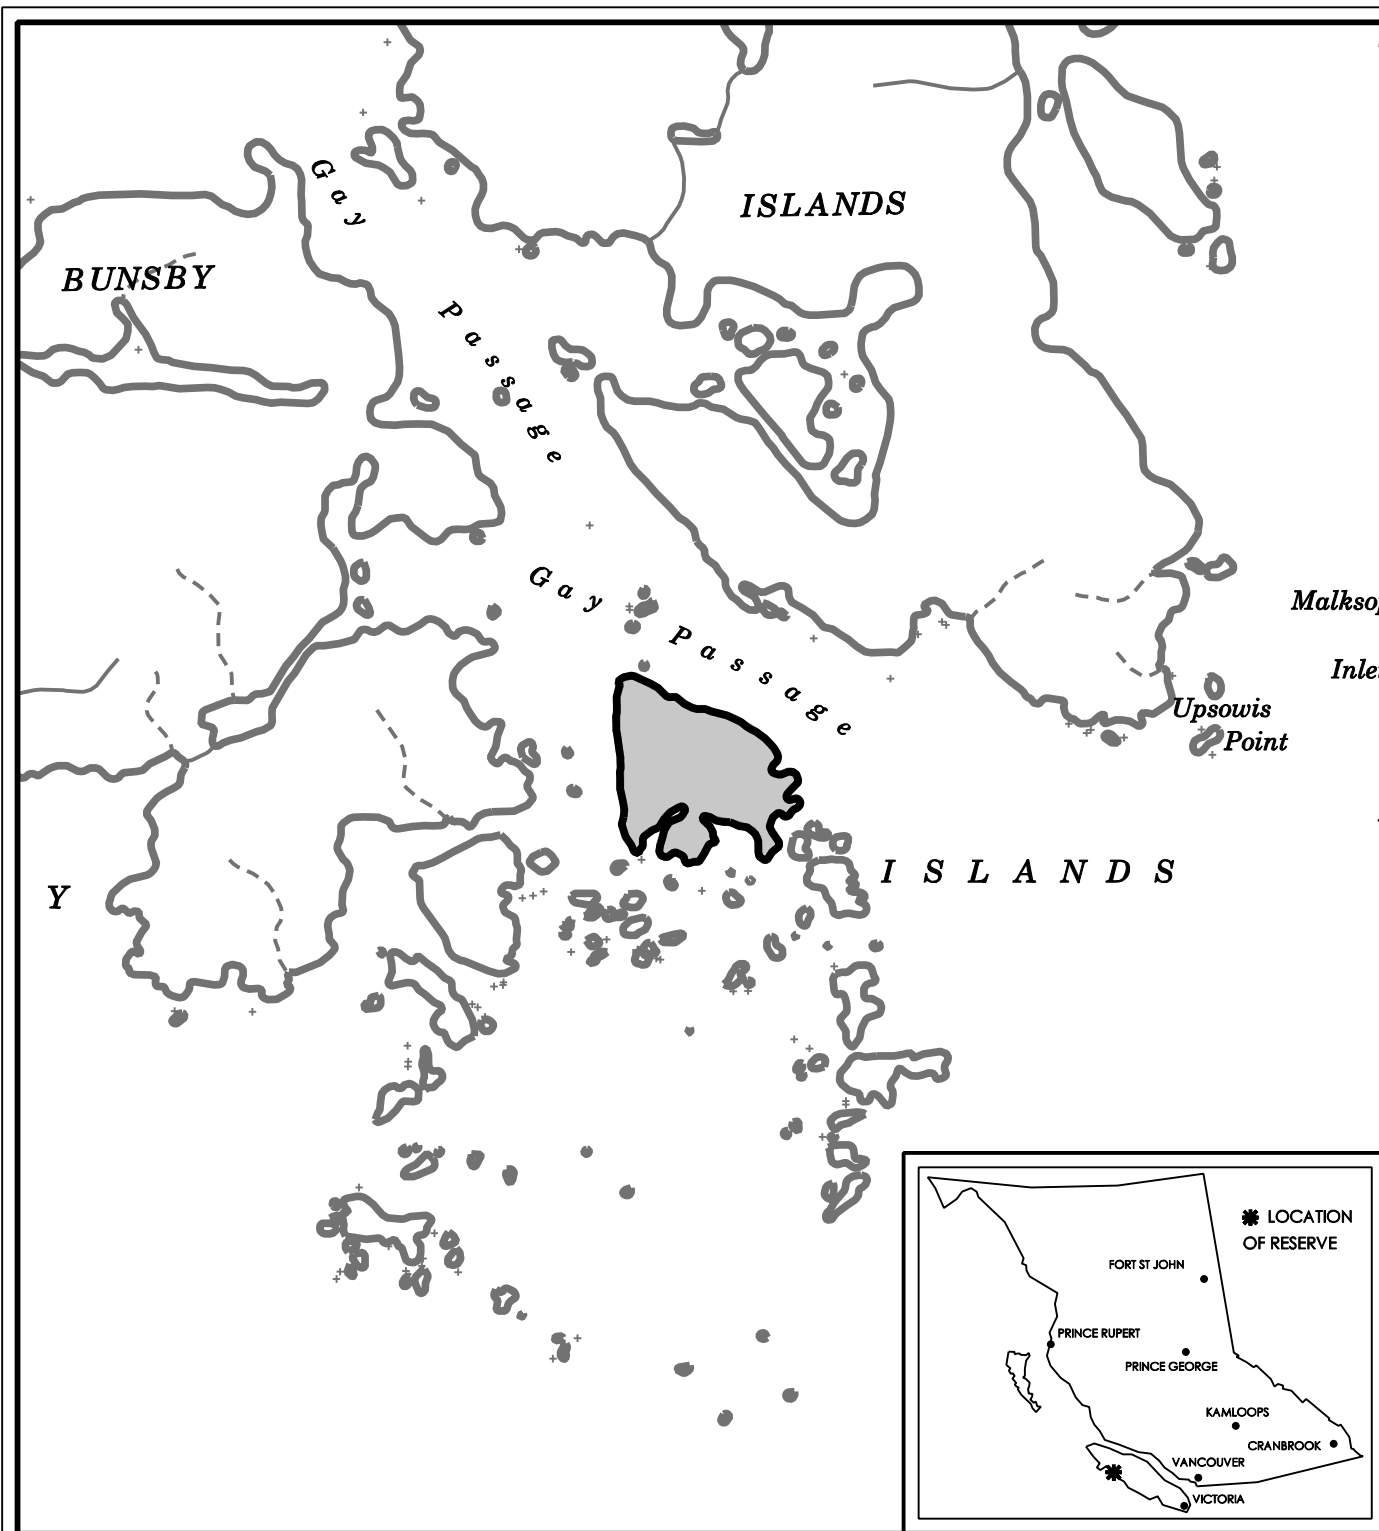 Gay
ISLANDS
BUNSBY
Passage
Gay
Malksop
Passage
Upsowis
Point
Y
ISLANDS
LOCATION
OF RESERVE
FORT ST JOHN
PRINCE RUPERT
PRINCE GEORGE
KAMLOOPS
CRANBROOK
VANCOUVER
VICTORIA